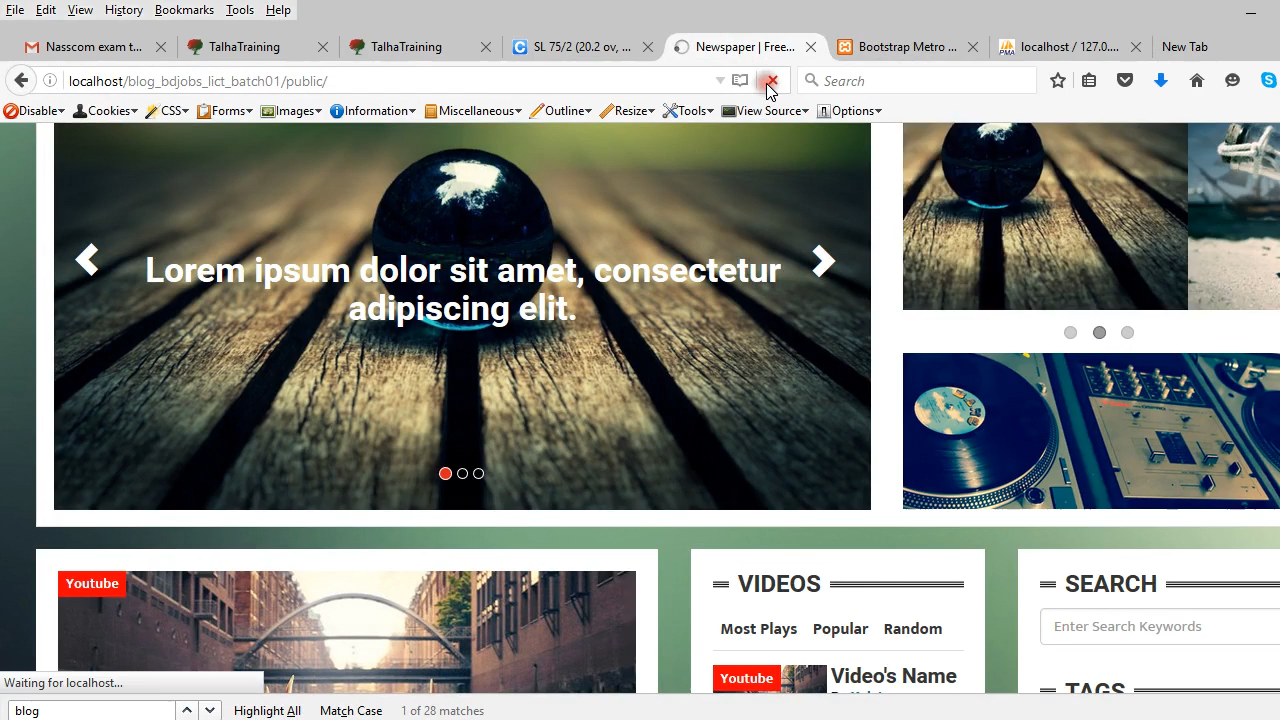 File Edit View History Bookmarks Tools Help
Nasscom exam t... TalhaTraining TalhaTraining SL 75/2 (20.2 ov, ... Newspaper | Free... Bootstrap Metro ... localhost / 127.0.... New Tab
localhost/blog_bdjobs_lict_batch01/public/ Search
Disable Cookies CSS Forms Images Information Miscellaneous Outline Resize Tools View Source Options
Lorem ipsum dolor sit amet, consectetur
adipiscing elit.
Youtube
VIDEOS
Most Plays Popular Random
Youtube
Video's Name
SEARCH
Enter Search Keywords
TAGS
Waiting for localhost...
blog Highlight All Match Case 1 of 28 matches